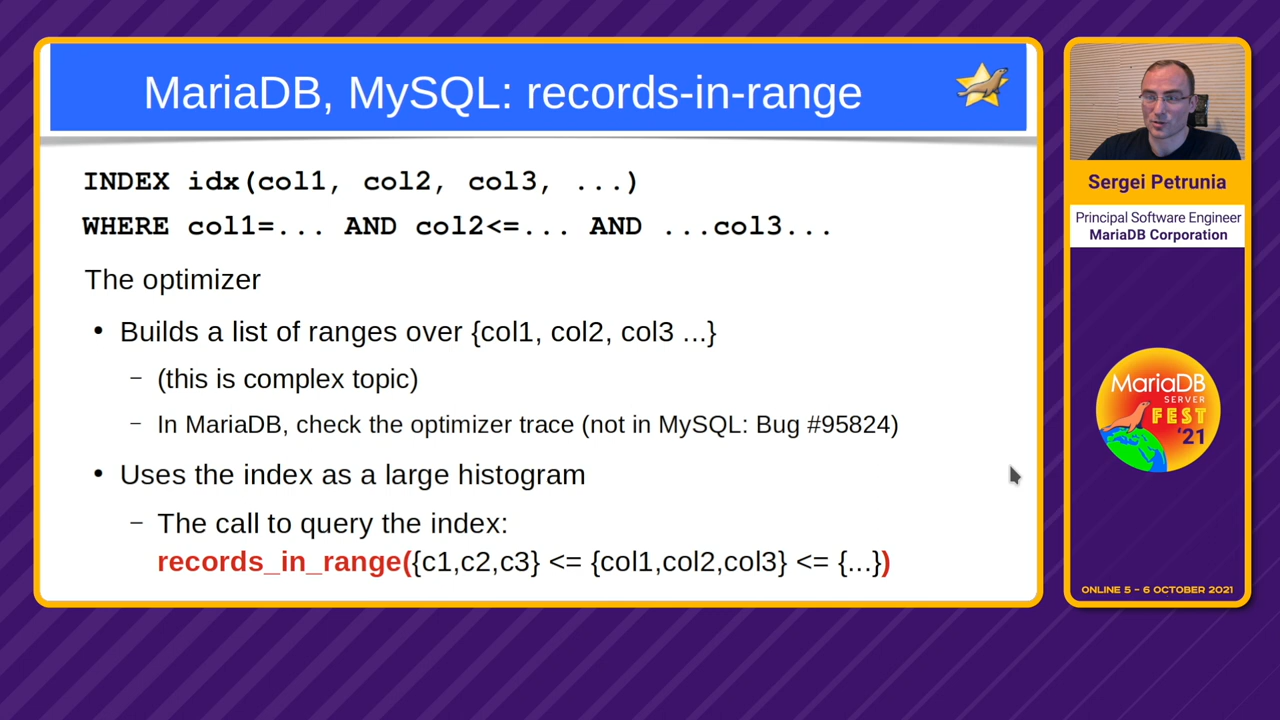 MariaDB, MySQL: records-in-range
INDEX idx(col1, col2, col3, ...)
WHERE col1=... AND col2<=... AND ...col3...
The optimizer
• Builds a list of ranges over {col1, col2, col3 ...}
– (this is complex topic)
– In MariaDB, check the optimizer trace (not in MySQL: Bug #95824)
• Uses the index as a large histogram
– The call to query the index:
records_in_range({c1,c2,c3} <= {col1,col2,col3} <= {...})
Sergei Petrunia
Principal Software Engineer
MariaDB Corporation
MariaDB
SERVER
FEST
'21
ONLINE 5 - 6 OCTOBER 2021